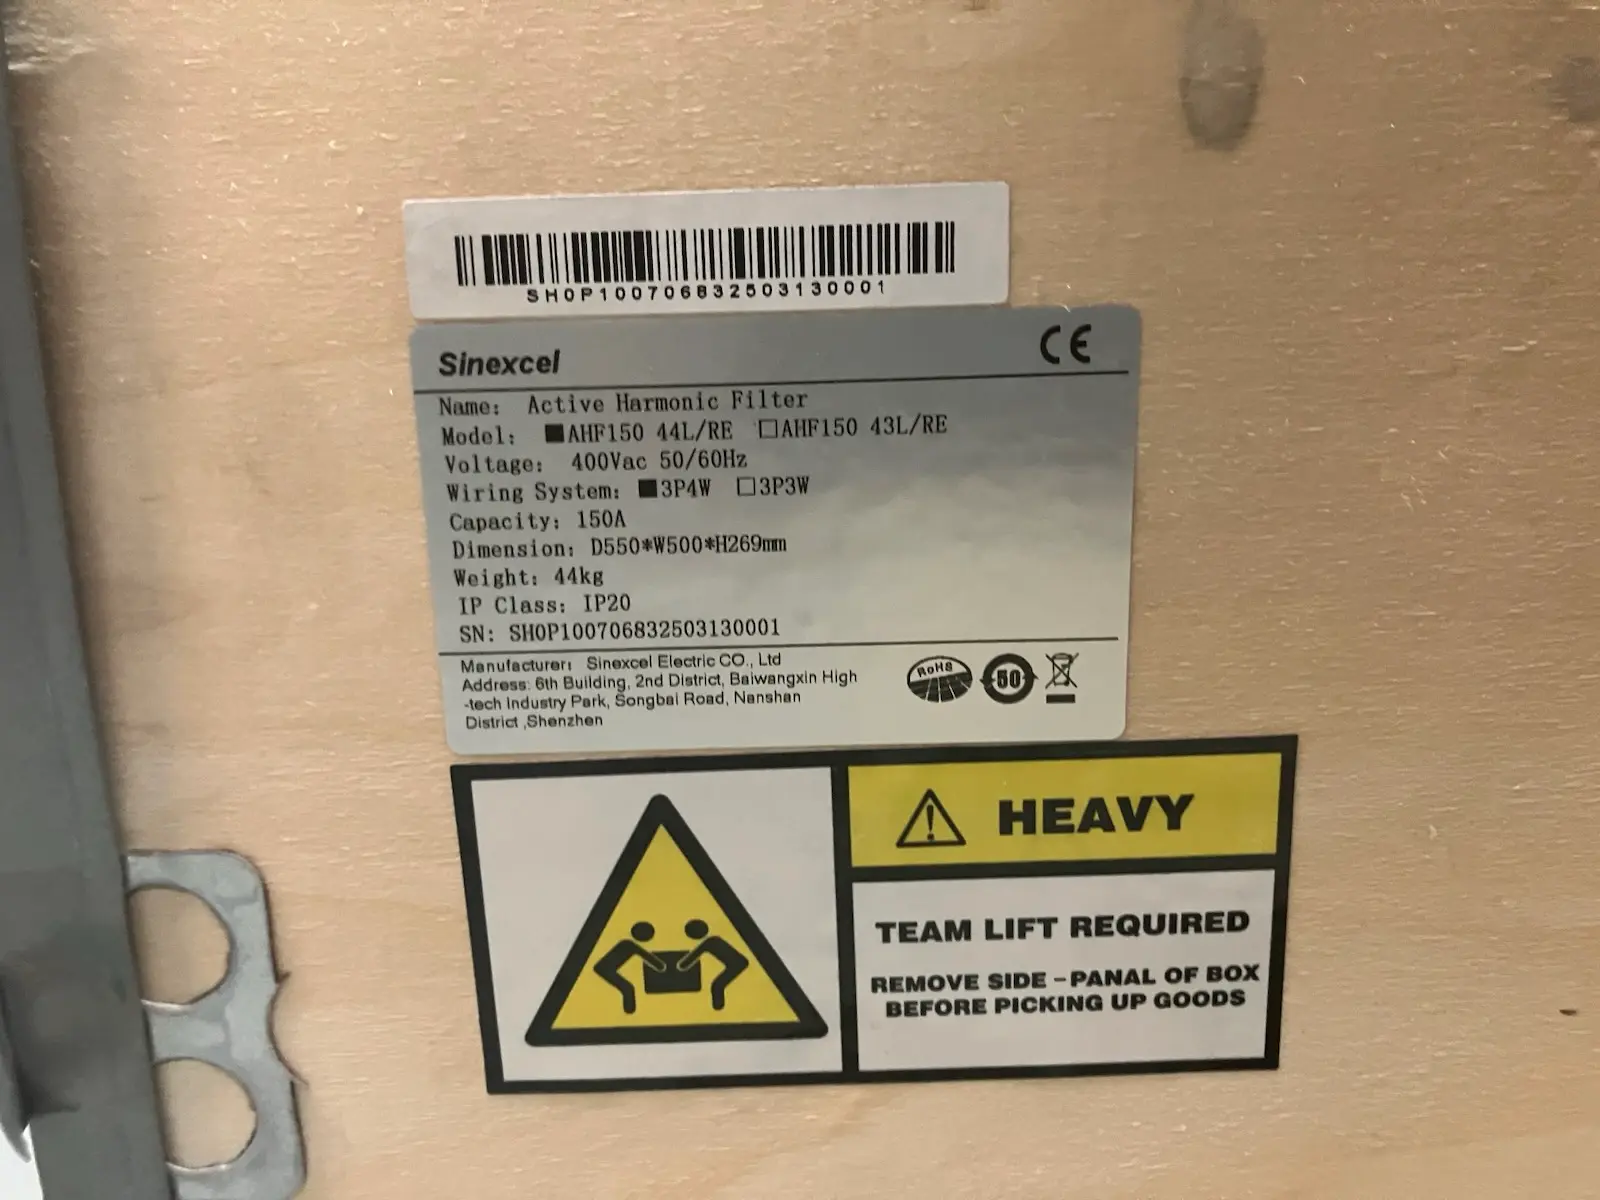 SH0P100706832503130001
Sinexcel CE
Name: Active Harmonic Filter
Model: ■AHF150 44L/RE □AHF150 43L/RE
Voltage: 400Vac 50/60Hz
Wiring System: ■3P4W □3P3W
Capacity: 150A
Dimension: D550*W500*H269mm
Weight: 44kg
IP Class: IP20
SN: SH0P100706832503130001
Manufacturer: Sinexcel Electric CO., Ltd
Address: 6th Building, 2nd District, Baiwangxin High
-tech Industry Park, Songbai Road, Nanshan
District ,Shenzhen
RoHS 50
HEAVY
TEAM LIFT REQUIRED
REMOVE SIDE-PANAL OF BOX
BEFORE PICKING UP GOODS